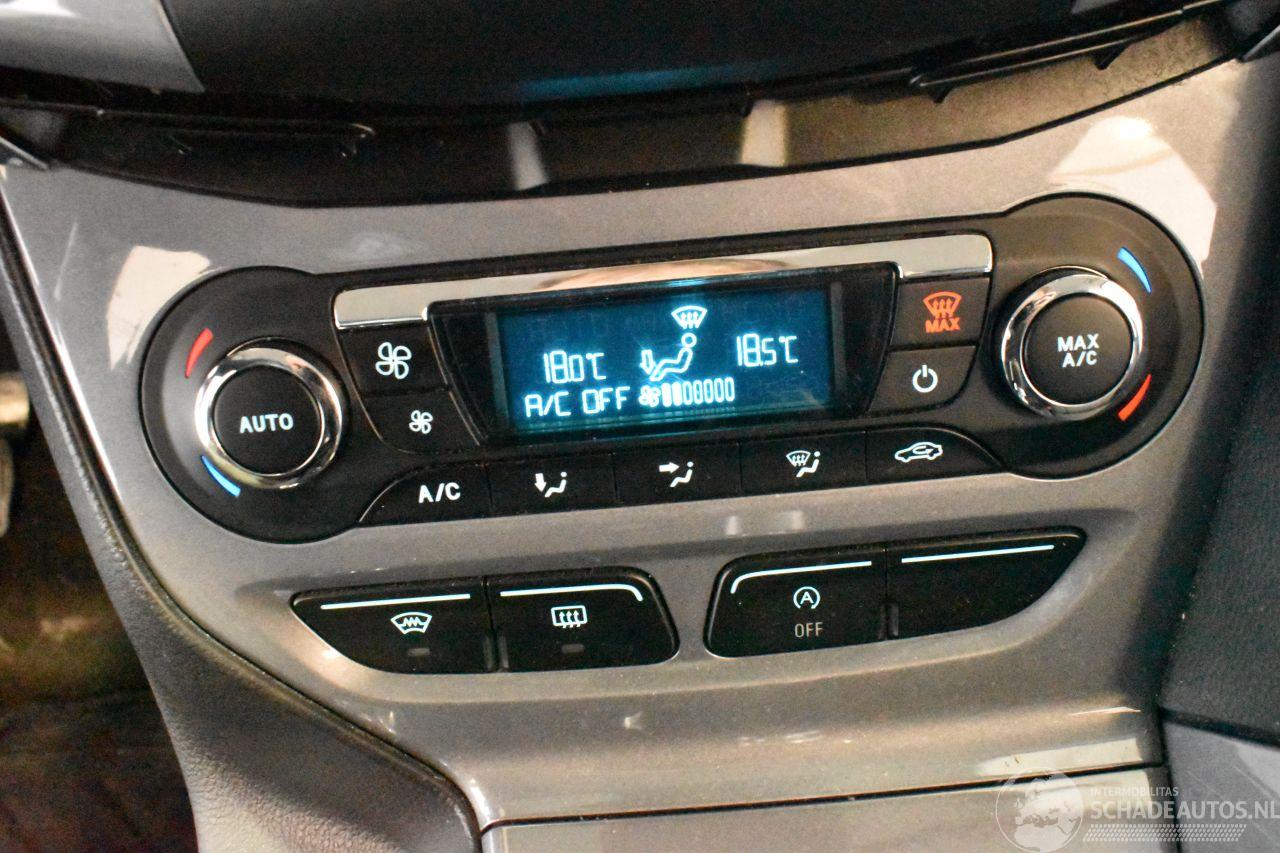 18.0°C
18.5°C
A/C OFF
AUTO
MAX
MAX
A/C
A/C
A
OFF
INTERMOBILITAS
SCHADEAUTOS.NL